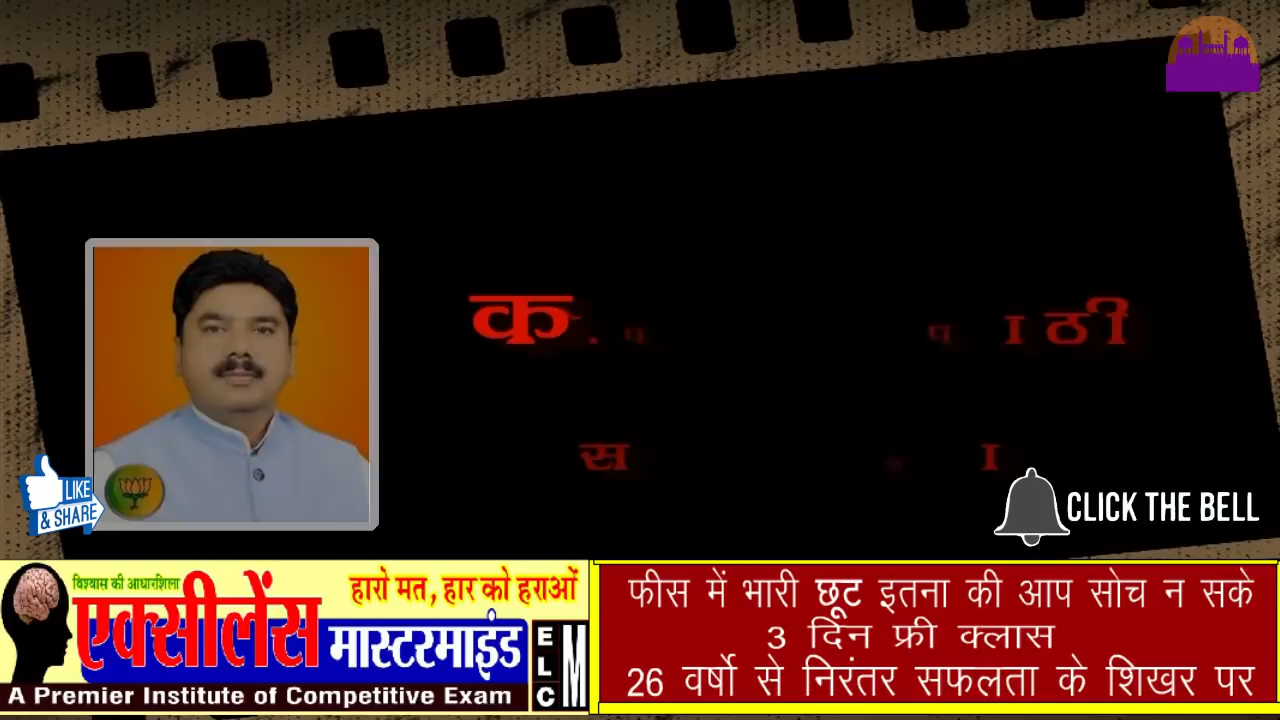 LIKE
& SHARE
CLICK THE BELL
विश्वास की आधारशिला
हारो मत, हार को हराओं
एक्सीलेंस
मास्टरमाइंड
E
L
C
M
A Premier Institute of Competitive Exam
फीस में भारी छूट इतना की आप सोच न सके
3 दिन फ्री क्लास
26 वर्षो से निरंतर सफलता के शिखर पर